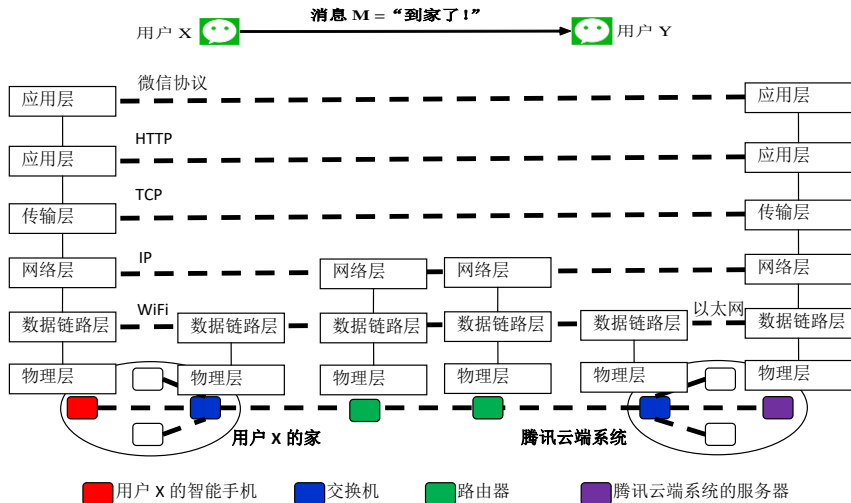 消息 M =“到家了!”
用户 X
用户 Y
微信协议
应用层
应用层
HTTP
应用层
应用层
TCP
传输层
传输层
IP
网络层
网络层
网络层
网络层
WiFi
以太网
数据链路层
数据链路层
数据链路层
数据链路层
数据链路层
数据链路层
物理层
物理层
物理层
物理层
物理层
物理层
用户 X 的家
腾讯云端系统
用户 X 的智能手机
交换机
路由器
腾讯云端系统的服务器